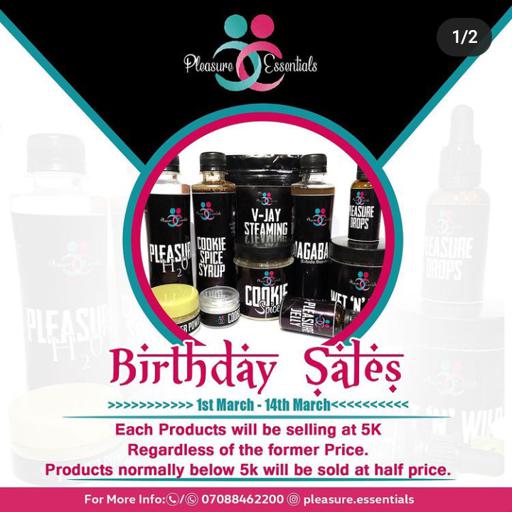 1/2
Pleasure Essentials
PLEASURE
H2O
COOKIE
SPICE
SYRUP
V-JAY
STEAMING
PLEASURE
DROPS
COOKIE
Spice
PLEASURE
JELLY
Birthday Sales
>>>>>>>>>>> 1st March - 14th March<<<<<<<<<<
Each Products will be selling at 5K
Regardless of the former Price.
Products normally below 5k will be sold at half price.
For More Info: / 07088462200 pleasure.essentials